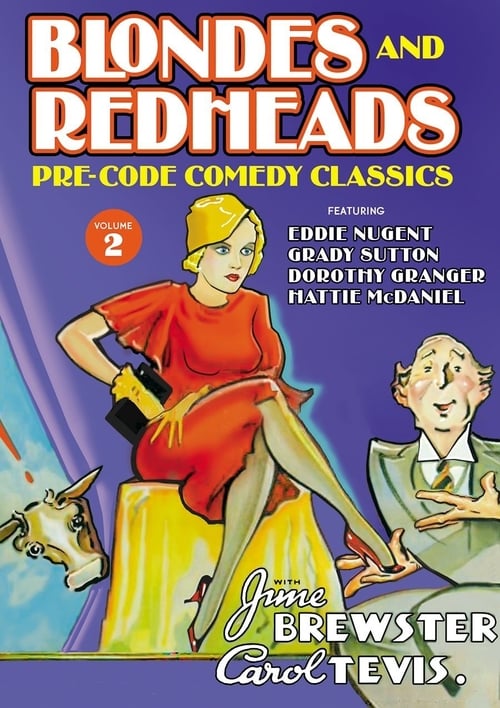 BLONDES AND
REDHEADS
PRE-CODE COMEDY CLASSICS
VOLUME
2
FEATURING
EDDIE NUGENT
GRADY SUTTON
DOROTHY GRANGER
HATTIE McDANIEL
WITH
June
BREWSTER
Carol TEVIS.